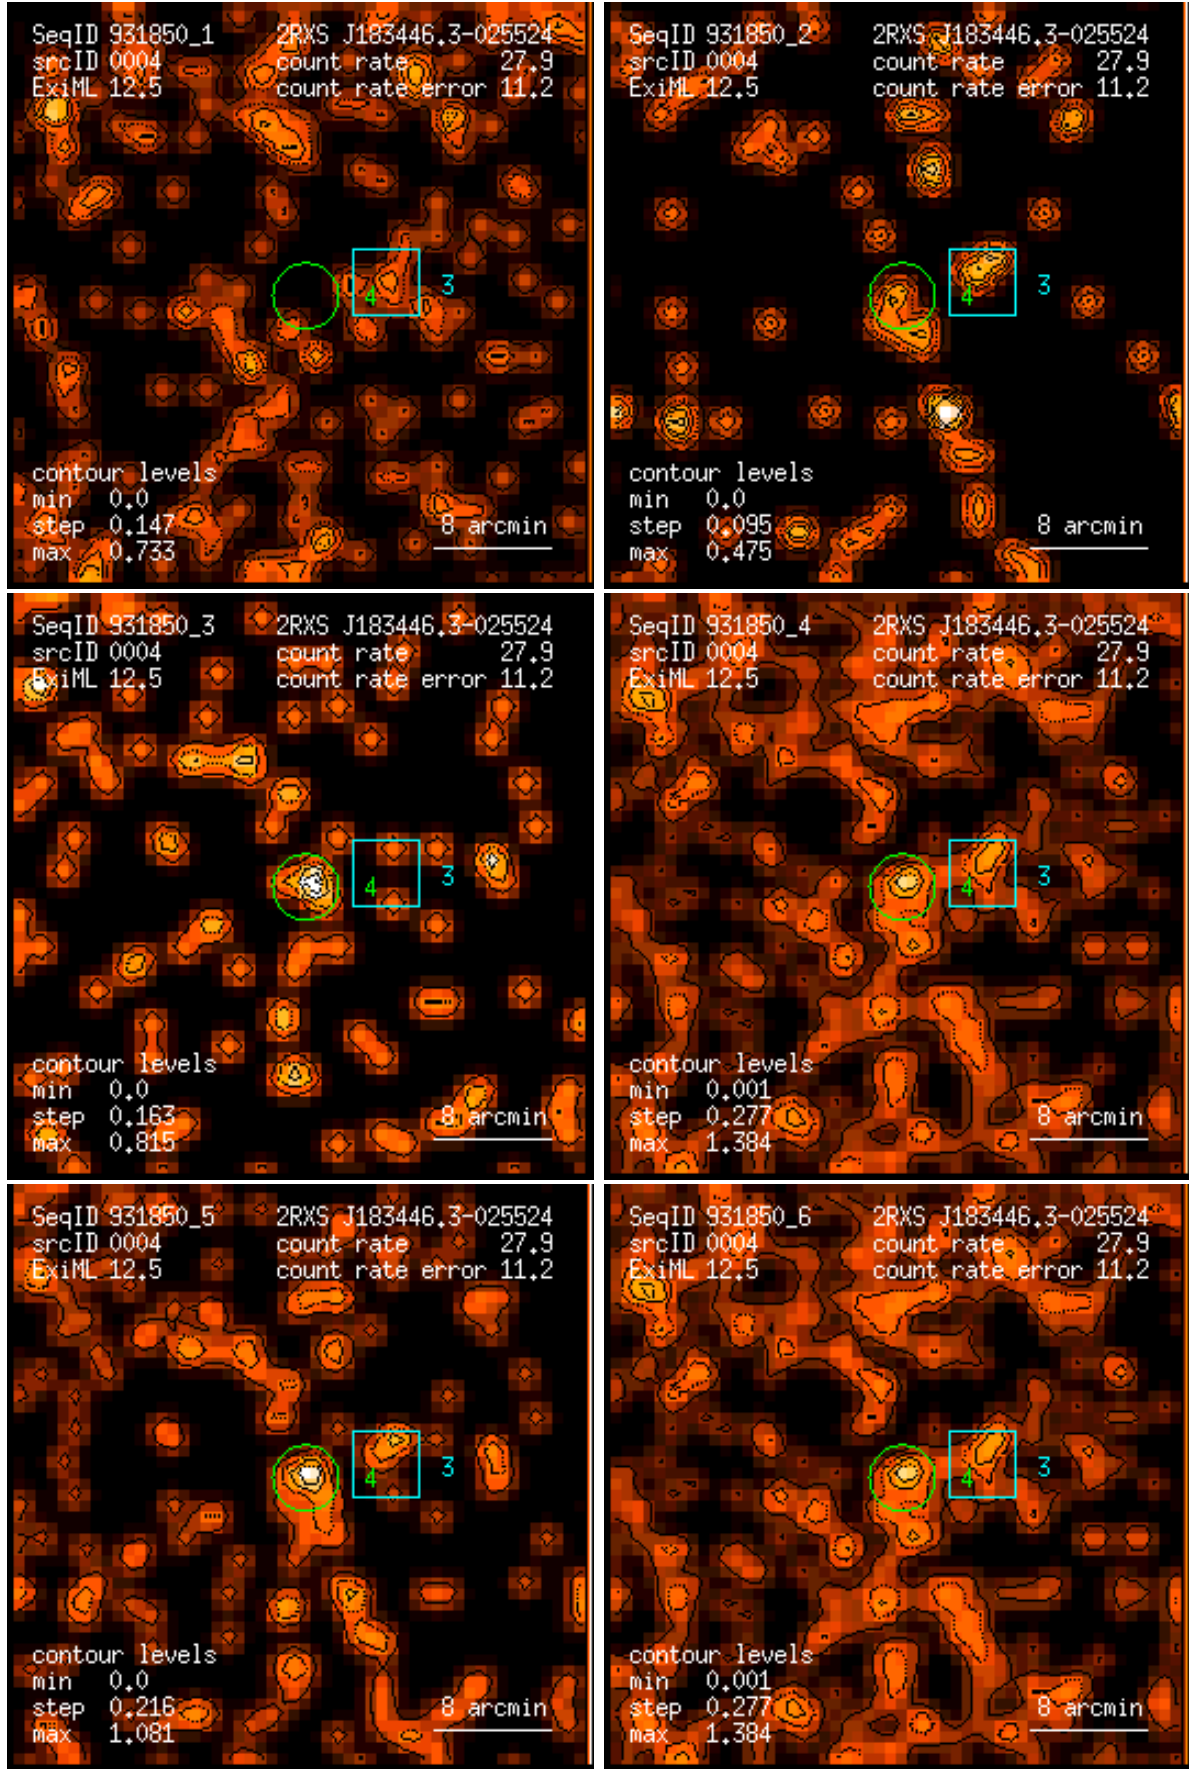 SeqID 931850_1 2RXS J183446.3-025524
srcID 0004 count rate 27.9
ExiML 12.5 count rate error 11.2
4
3
contour levels
min 0.0
step 0.147
max 0.733
8 arcmin
SeqID 931850_2 2RXS J183446.3-025524
srcID 0004 count rate 27.9
ExiML 12.5 count rate error 11.2
4
3
contour levels
min 0.0
step 0.095
max 0.475
8 arcmin
SeqID 931850_3 2RXS J183446.3-025524
srcID 0004 count rate 27.9
ExiML 12.5 count rate error 11.2
4
3
contour levels
min 0.0
step 0.163
max 0.815
8 arcmin
SeqID 931850_4 2RXS J183446.3-025524
srcID 0004 count rate 27.9
ExiML 12.5 count rate error 11.2
4
3
contour levels
min 0.001
step 0.277
max 1.384
8 arcmin
SeqID 931850_5 2RXS J183446.3-025524
srcID 0004 count rate 27.9
ExiML 12.5 count rate error 11.2
4
3
contour levels
min 0.0
step 0.216
max 1.081
8 arcmin
SeqID 931850_6 2RXS J183446.3-025524
srcID 0004 count rate 27.9
ExiML 12.5 count rate error 11.2
4
3
contour levels
min 0.001
step 0.277
max 1.384
8 arcmin